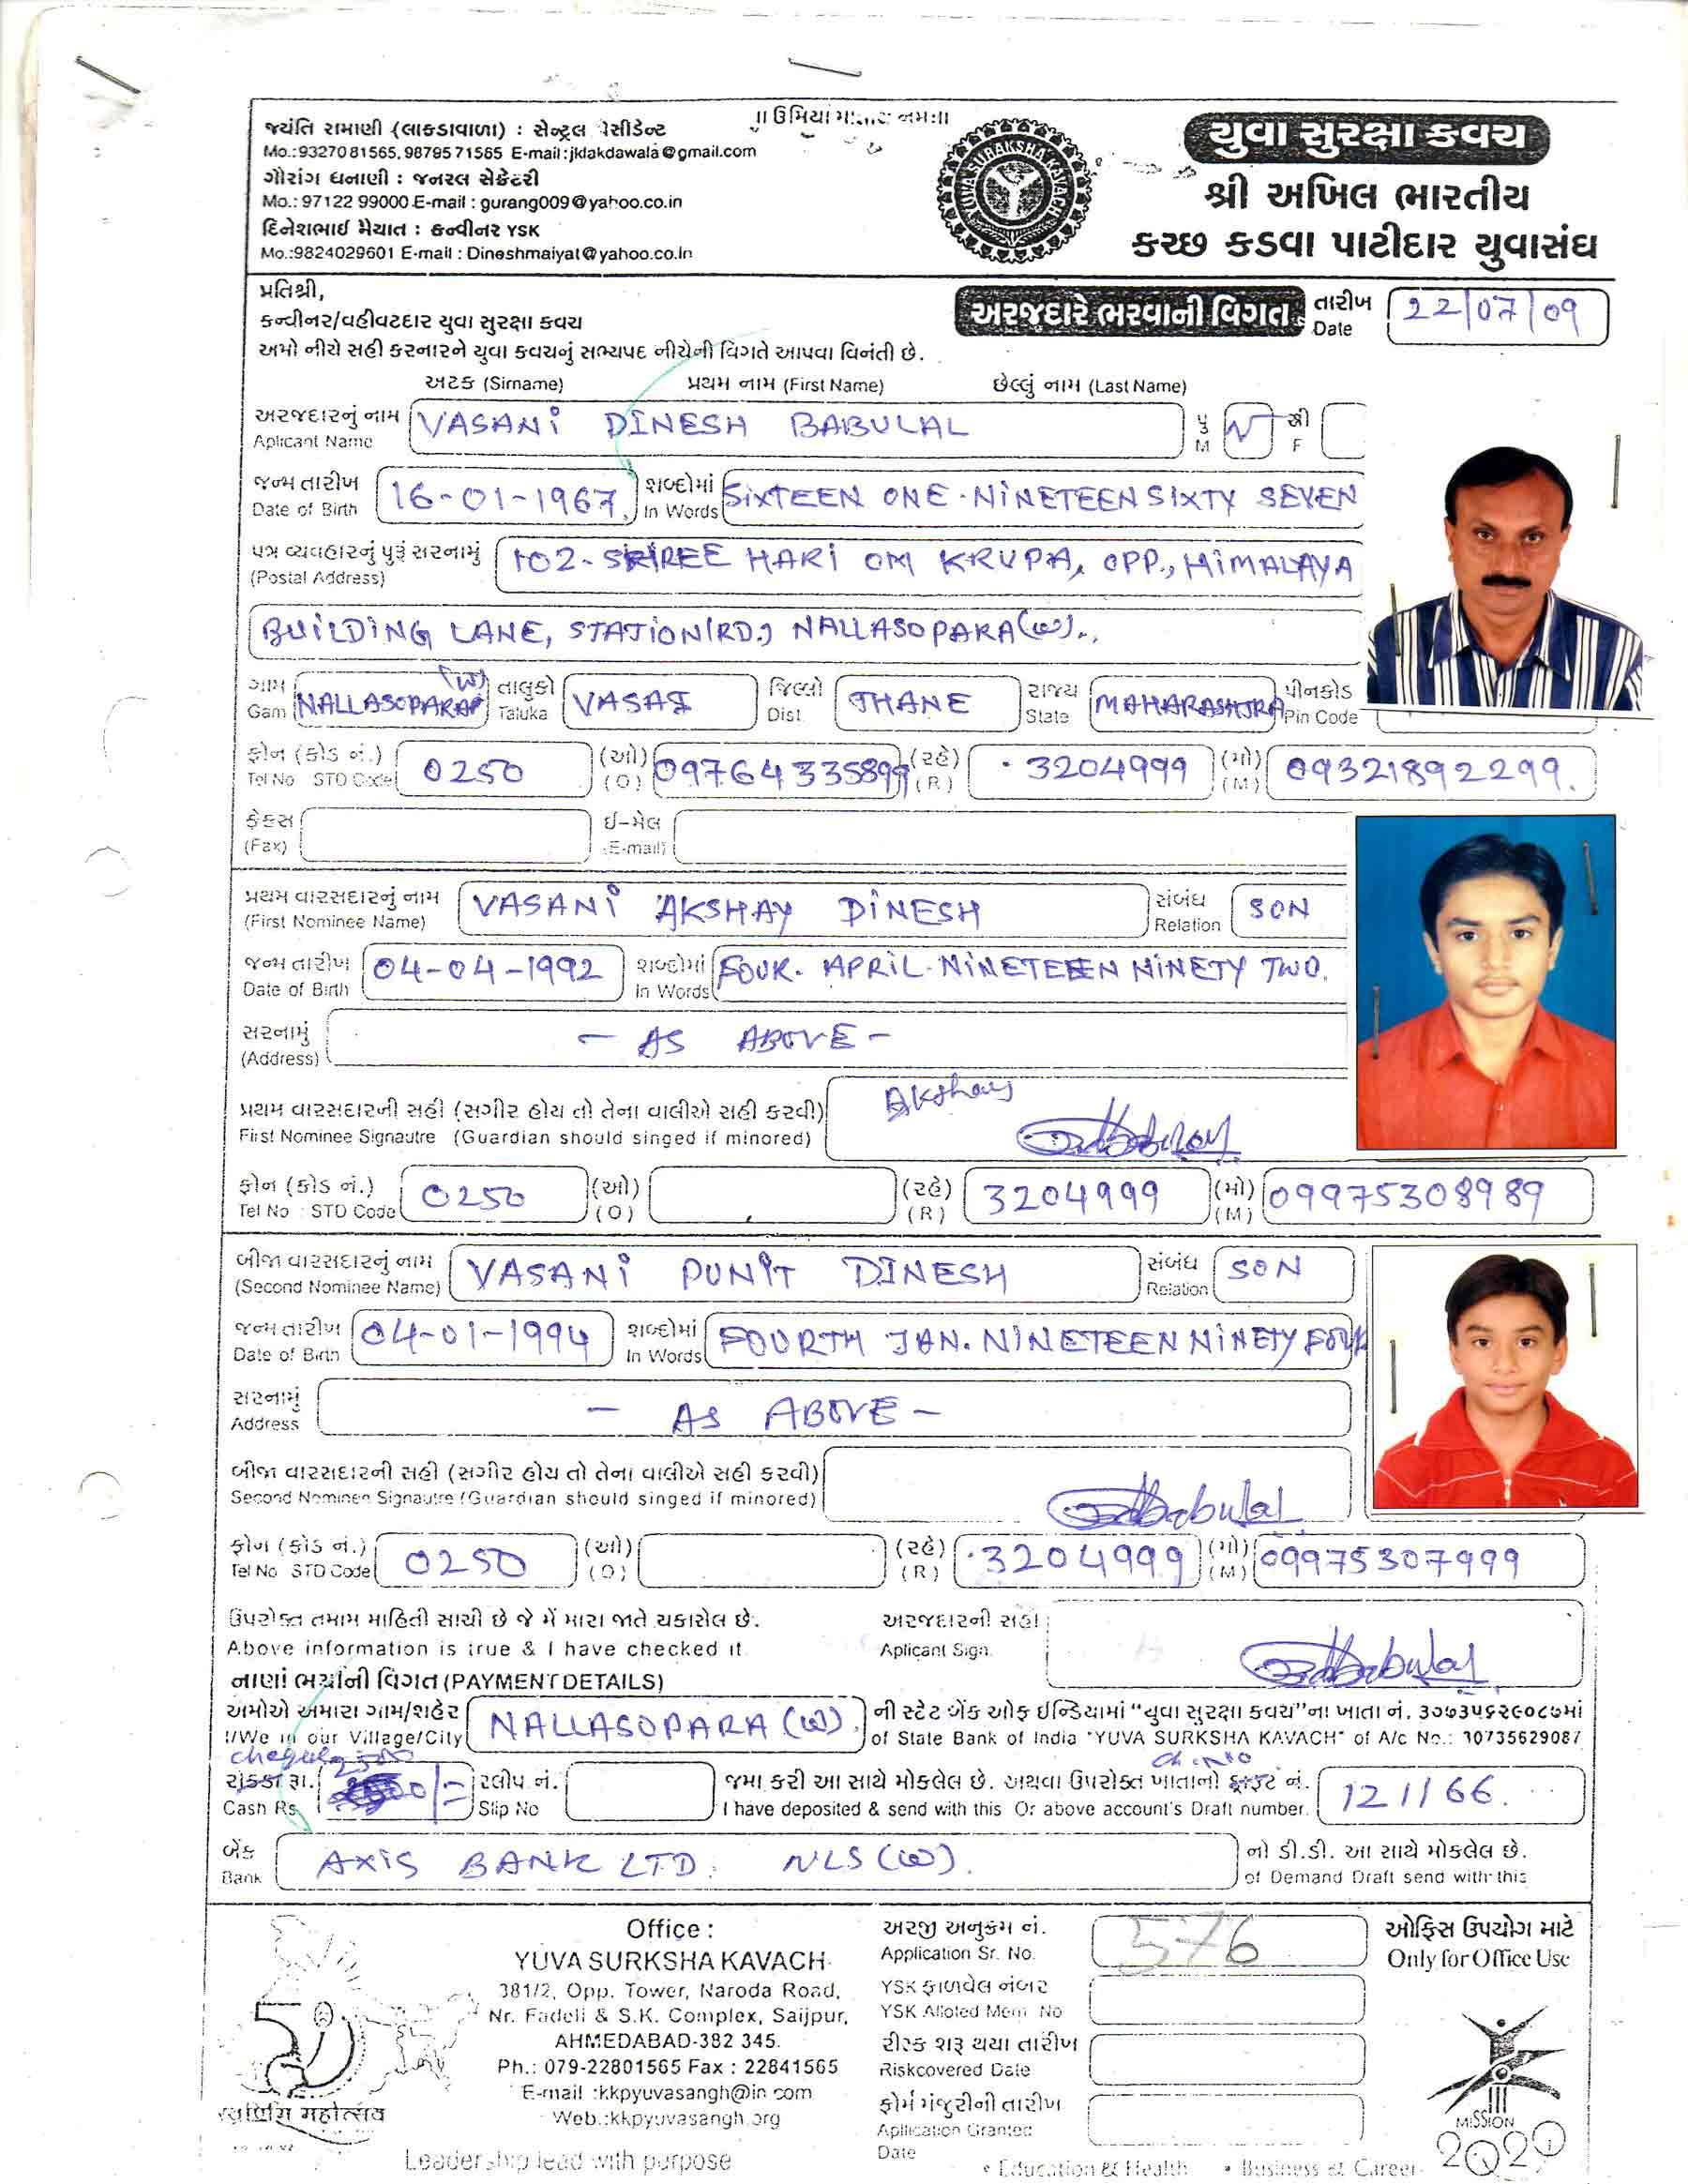 ॥ ઉમિયા માતાય નમઃ॥
જયંતિ રામાણી (લાકડાવાળા) : સેન્ટ્રલ પ્રેસીડેન્ટ
Mo.:9327081565, 9879571565 E-mail:jklakdawala@gmail.com
ગૌરાંગ ધનાણી : જનરલ સેક્રેટરી
Mo.: 97122 99000 E-mail : gurang009@yahoo.co.in
દિનેશભાઈ મૈયાત : કન્વીનર YSK
Mo.:9824029601 E-mail : Dineshmaiyat@yahoo.co.in
YUVA SURAKSHA KAVACH
યુવા સુરક્ષા કવચ
શ્રી અખિલ ભારતીય
કચ્છ કડવા પાટીદાર યુવાસંઘ
પ્રતિશ્રી,
કન્વીનર/વહીવટદાર યુવા સુરક્ષા કવચ
અરજદારે ભરવાની વિગત
તારીખ Date 22/07/09
અમો નીચે સહી કરનારને યુવા કવચનું સભ્યપદ નીચેની વિગતે આપવા વિનંતી છે.
અટક (Sirname) પ્રથમ નામ (First Name) છેલ્લું નામ (Last Name)
અરજદારનું નામ Aplicant Name VASANI DINESH BABULAL પુ M સ્ત્રી F
જન્મ તારીખ Date of Birth 16-01-1967 શબ્દોમાં In Words SIXTEEN ONE - NINETEEN SIXTY SEVEN
પત્ર વ્યવહારનું પુરૂં સરનામું (Postal Address) 102- SHREE HARI OM KRUPA, OPP., HIMALAYA
BUILDING LANE, STATION (RD.) NALLASOPARA (W).,
ગામ Gam NALLASOPARA (W) તાલુકો Taluka VASAI જિલ્લો Dist THANE રાજ્ય State MAHARASHTRA પીનકોડ Pin Code
ફોન (કોડ નં.) Tel No STD Code 0250 (ઓ) (O) 09764335899 (રહે) (R) 3204999 (મો) (M) 09321892299.
ફેક્સ (Fax) ઈ-મેલ (E-mail)
પ્રથમ વારસદારનું નામ (First Nominee Name) VASANI AKSHAY DINESH સંબંધ Relation SON
જન્મ તારીખ Date of Birth 04-04-1992 શબ્દોમાં In Words FOUR. APRIL. NINETEEN NINETY TWO.
સરનામું (Address) - AS ABOVE -
પ્રથમ વારસદારની સહી (સગીર હોય તો તેના વાલીએ સહી કરવી) Akshay
First Nominee Signautre (Guardian should singed if minored)
ફોન (કોડ નં.) Tel No : STD Code 0250 (ઓ) (O) (રહે) (R) 3204999 (મો) (M) 09975308989
બીજા વારસદારનું નામ (Second Nominee Name) VASANI PUNIT DINESH સંબંધ Relation SON
જન્મ તારીખ Date of Birth 04-01-1994 શબ્દોમાં In Words FOURTH JAN. NINETEEN NINETY FOUR
સરનામું Address - AS ABOVE -
બીજા વારસદારની સહી (સગીર હોય તો તેના વાલીએ સહી કરવી)
Second Nominee Signautre (Guardian should singed if minored)
ફોન (કોડ નં.) Tel No STD Code 0250 (ઓ) (O) (રહે) (R) 3204999 (મો) (M) 09975307999
ઉપરોક્ત તમામ માહિતી સાચી છે જે મેં મારા જાતે ચકાસેલ છે. અરજદારની સહી
Above information is true & I have checked it Aplicant Sign.
નાણાં ભર્યાની વિગત (PAYMENT DETAILS)
અમોએ અમારા ગામ/શહેર NALLASOPARA (W). ની સ્ટેટ બેંક ઓફ ઈન્ડિયામાં "યુવા સુરક્ષા કવચ"ના ખાતા નં. ૩૦૭૩૫૬૨૯૦૮૭માં
I/We in our Village/City of State Bank of India "YUVA SURKSHA KAVACH" of A/c No.: 30735629087
રોકડા રૂા. Cash Rs. 2500/- સ્લીપ નં. Slip No જમા કરી આ સાથે મોકલેલ છે. અથવા ઉપરોક્ત ખાતાનો ડ્રાફ્ટ નં. 121166.
I have deposited & send with this Or above account's Draft number.
બેંક Bank AXIS BANK LTD. NLS (W). નો ડી.ડી. આ સાથે મોકલેલ છે.
of Demand Draft send with this
Office :
YUVA SURKSHA KAVACH
381/2, Opp. Tower, Naroda Road,
Nr. Fadeli & S.K. Complex, Saijpur,
AHMEDABAD-382 345.
Ph.: 079-22801565 Fax : 22841565
E-mail :kkpyuvasangh@in.com
Web.:kkpyuvasangh.org
અરજી અનુક્રમ નં. Application Sr. No. 576
YSK ફાળવેલ નંબર YSK Alloted Mem No
રીસ્ક શરૂ થયા તારીખ Riskcovered Date
ફોર્મ મંજુરીની તારીખ Aplication Granted Date
ઓફિસ ઉપયોગ માટે
Only for Office Use
મહોત્સવ
MISSION
2020
Leadership lead with purpose • Education & Health • Business & Career